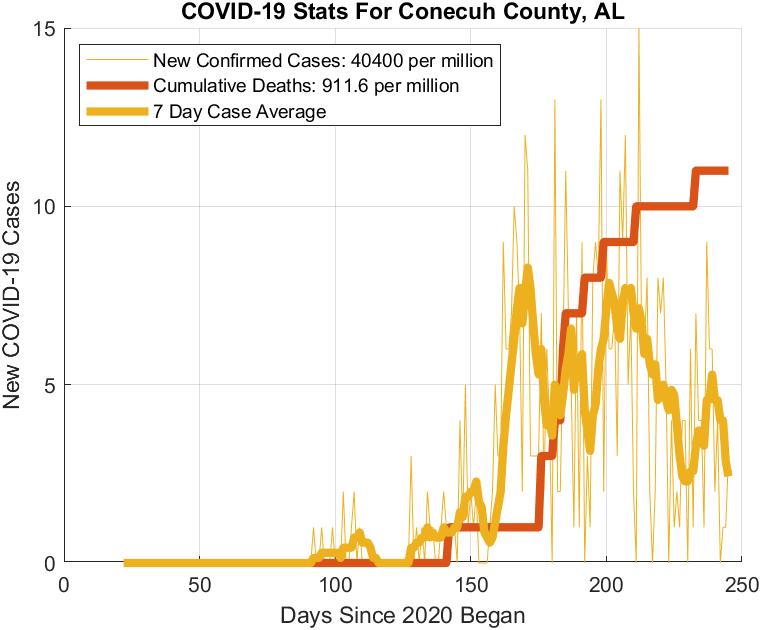 COVID-19 Stats For Conecuh County, AL
New Confirmed Cases: 40400 per million
Cumulative Deaths: 911.6 per million
7 Day Case Average
New COVID-19 Cases
15
10
5
0
0 50 100 150 200 250
Days Since 2020 Began